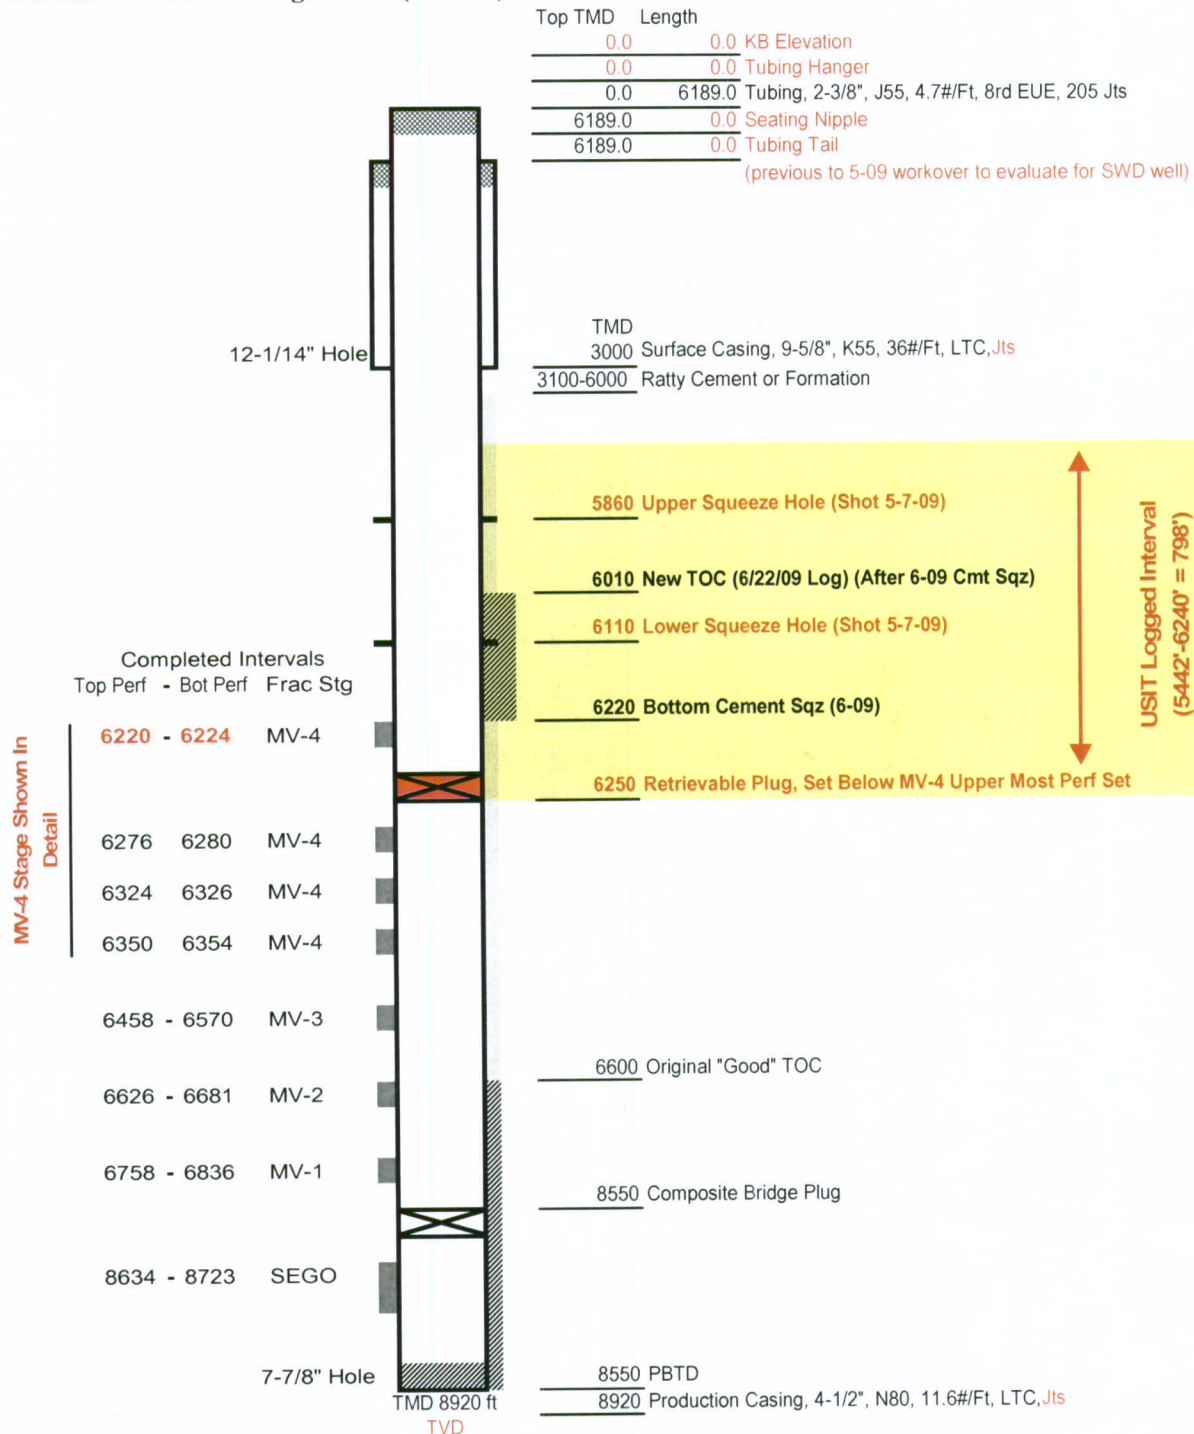 Top TMD Length
0.0 0.0 KB Elevation
0.0 0.0 Tubing Hanger
0.0 6189.0 Tubing, 2-3/8", J55, 4.7#/Ft, 8rd EUE, 205 Jts
6189.0 0.0 Seating Nipple
6189.0 0.0 Tubing Tail
(previous to 5-09 workover to evaluate for SWD well)
TMD
12-1/14" Hole
3000 Surface Casing, 9-5/8", K55, 36#/Ft, LTC,Jts
3100-6000 Ratty Cement or Formation
5860 Upper Squeeze Hole (Shot 5-7-09)
6010 New TOC (6/22/09 Log) (After 6-09 Cmt Sqz)
6110 Lower Squeeze Hole (Shot 5-7-09)
USIT Logged Interval
(5442'-6240' = 798')
Completed Intervals
Top Perf - Bot Perf Frac Stg
6220 Bottom Cement Sqz (6-09)
6220 - 6224 MV-4
6250 Retrievable Plug, Set Below MV-4 Upper Most Perf Set
MV-4 Stage Shown In
Detail
6276 6280 MV-4
6324 6326 MV-4
6350 6354 MV-4
6458 - 6570 MV-3
6600 Original "Good" TOC
6626 - 6681 MV-2
6758 - 6836 MV-1
8550 Composite Bridge Plug
8634 - 8723 SEGO
7-7/8" Hole
8550 PBTD
8920 Production Casing, 4-1/2", N80, 11.6#/Ft, LTC,Jts
TMD 8920 ft
TVD